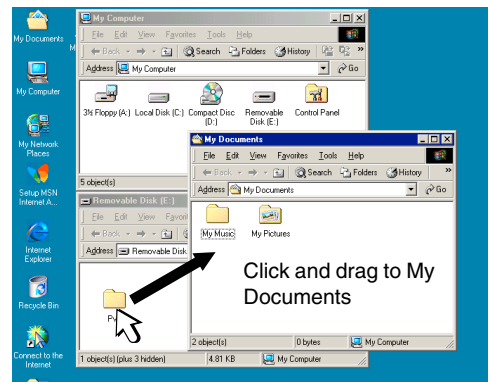 My Documents
My Computer
My Network
Places
Setup MSN
Internet A...
Internet
Explorer
Recycle Bin
Connect to the
Internet
My Computer
File Edit View Favorites Tools Help
Back Search Folders History »
Address My Computer Go
3½ Floppy (A:) Local Disk (C:) Compact Disc Removable Control Panel
(D:) Disk (E:)
5 object(s)
Removable Disk (E:)
File Edit View Favori
Back
Address Removable Disk
1 object(s) (plus 3 hidden) 4.81 KB My Computer
My Documents
File Edit View Favorites Tools Help
Back Search Folders History »
Address My Documents Go
My Music My Pictures
Click and drag to My
Documents
2 object(s) 0 bytes My Computer